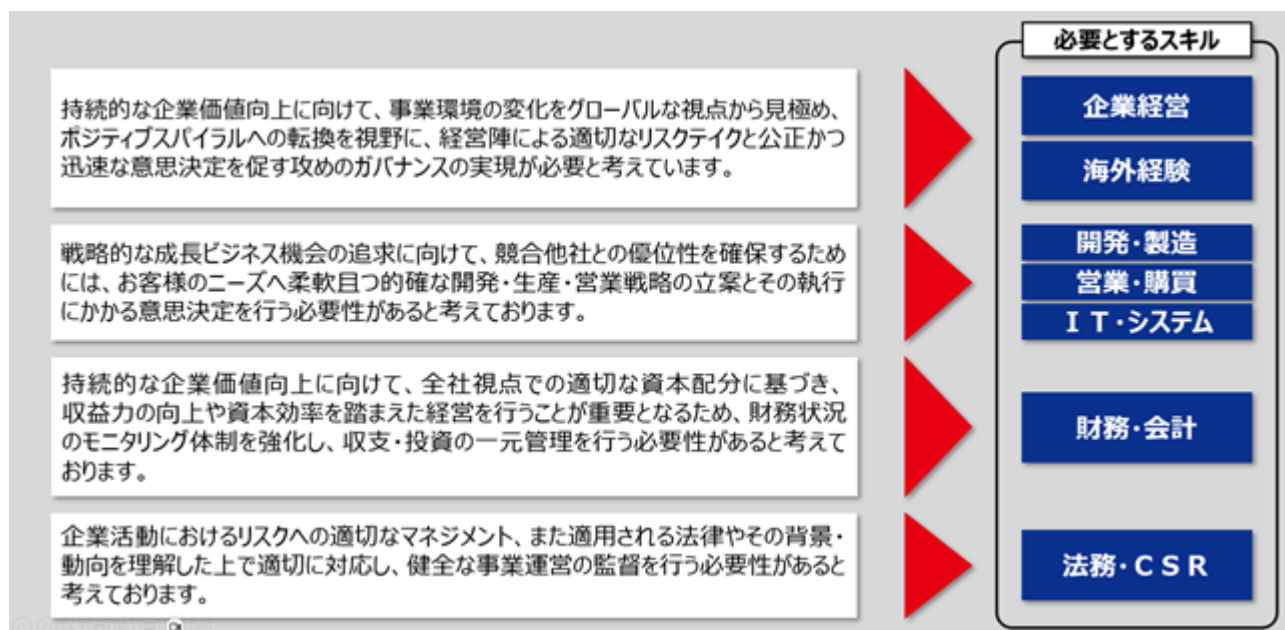 必要とするスキル
持続的な企業価値向上に向けて、事業環境の変化をグローバルな視点から見極め、
ポジティブスパイラルへの転換を視野に、経営陣による適切なリスクテイクと公正かつ
迅速な意思決定を促す攻めのガバナンスの実現が必要と考えています。
企業経営
海外経験
戦略的な成長ビジネス機会の追求に向けて、競合他社との優位性を確保するため
には、お客様のニーズへ柔軟且つ的確な開発・生産・営業戦略の立案とその執行
にかかる意思決定を行う必要性があると考えております。
開発・製造
営業・購買
ＩＴ・システム
持続的な企業価値向上に向けて、全社視点での適切な資本配分に基づき、
収益力の向上や資本効率を踏まえた経営を行うことが重要となるため、財務状況
のモニタリング体制を強化し、収支・投資の一元管理を行う必要性があると考えて
おります。
財務・会計
企業活動におけるリスクへの適切なマネジメント、また適用される法律やその背景・
動向を理解した上で適切に対応し、健全な事業運営の監督を行う必要性があると
考えております。
法務・ＣＳＲ